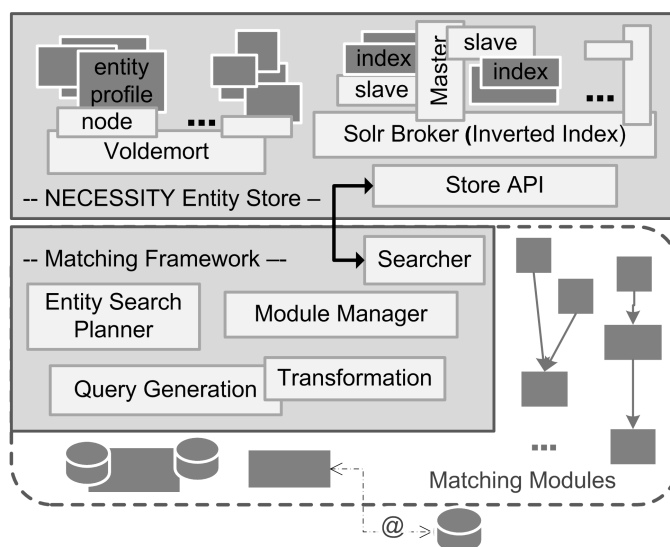 entity
profile
node
...
Voldemort
index
slave
Master
slave
index
...
Solr Broker (Inverted Index)
-- NECESSITY Entity Store –
Store API
-- Matching Framework –-
Searcher
Entity Search
Planner
Module Manager
Query Generation
Transformation
...
Matching Modules
@